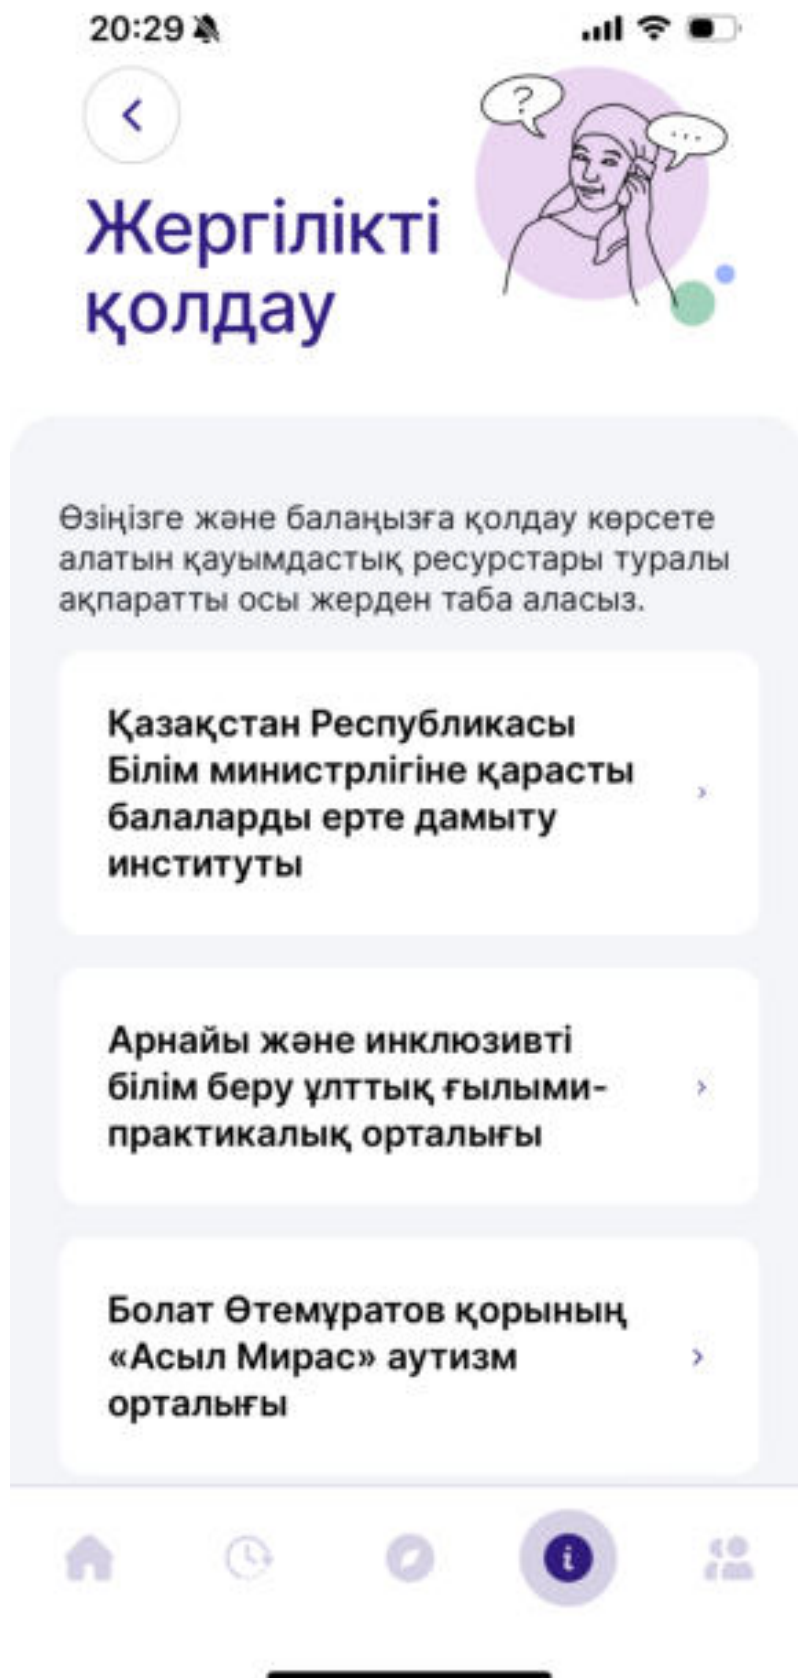 20:29
?
...
Жергілікті
қолдау
Өзіңізге және балаңызға қолдау көрсете
алатын қауымдастық ресурстары туралы
ақпаратты осы жерден таба аласыз.
Қазақстан Республикасы
Білім министрлігіне қарасты
балаларды ерте дамыту
институты
Арнайы және инклюзивті
білім беру ұлттық ғылыми-
практикалық орталығы
Болат Өтемұратов қорының
«Асыл Мирас» аутизм
орталығы
i